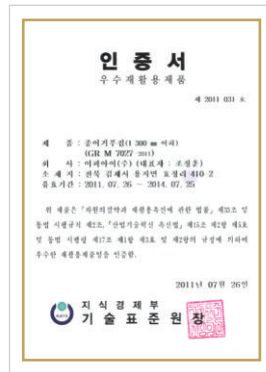 인 증 서
우수재활용제품
제 2011-031 호
제 품 : 종이거푸집(1 300 ㎜ 이하)
(GR M 7027-2011)
회 사 : 이피아이(주) (대표자 : 조정훈)
소 재 지 : 전북 김제시 용지면 효정리 410-2
유효기간 : 2011. 07. 26 ~ 2014. 07. 25
위 제품은 「자원의절약과 재활용촉진에 관한 법률」 제33조 및
동법 시행규칙 제2조, 「산업기술혁신 촉진법」 제15조 제2항 제5호
및 동법 시행령 제17조 제1항 제3호 및 제2항의 규정에 의하여
우수한 재활용제품임을 인증함.
2011년 07월 26일
지 식 경 제 부
기 술 표 준 원 장